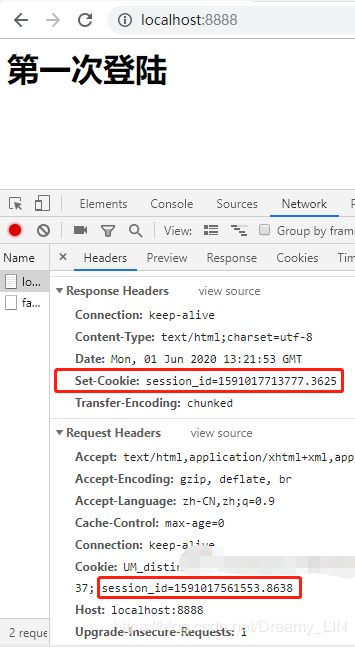 localhost:8888
第一次登陆
Elements Console Sources Network
View: Group by frame
Name Headers Preview Response Cookies
lo...
fa...
Response Headers view source
Connection: keep-alive
Content-Type: text/html;charset=utf-8
Date: Mon, 01 Jun 2020 13:21:53 GMT
Set-Cookie: session_id=1591017713777.3625
Transfer-Encoding: chunked
Request Headers view source
Accept: text/html,application/xhtml+xml,app
Accept-Encoding: gzip, deflate, br
Accept-Language: zh-CN,zh;q=0.9
Cache-Control: max-age=0
Connection: keep-alive
Cookie: UM_distin
37; session_id=1591017561553.8638
Host: localhost:8888
Upgrade-Insecure-Requests: 1
2 reque
https://blog.csdn.net/Dreamy_LIN